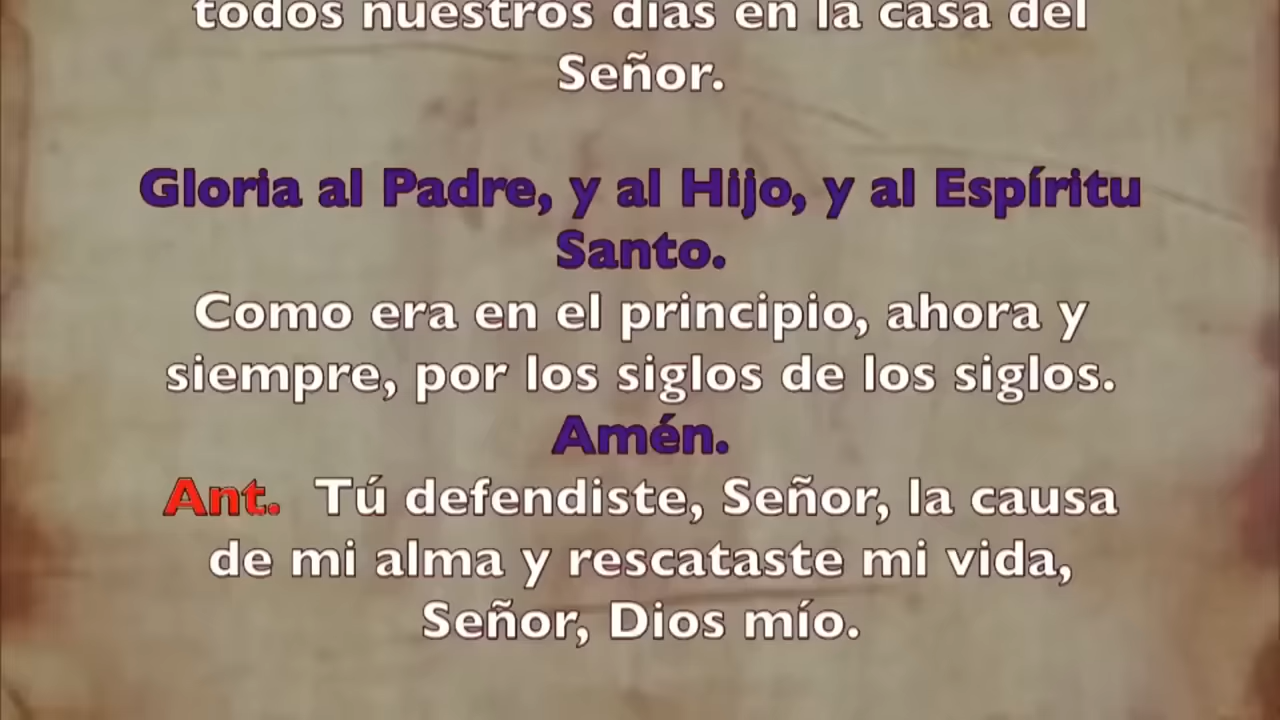 todos nuestros días en la casa del
Señor.
Gloria al Padre, y al Hijo, y al Espíritu
Santo.
Como era en el principio, ahora y
siempre, por los siglos de los siglos.
Amén.
Ant. Tú defendiste, Señor, la causa
de mi alma y rescataste mi vida,
Señor, Dios mío.